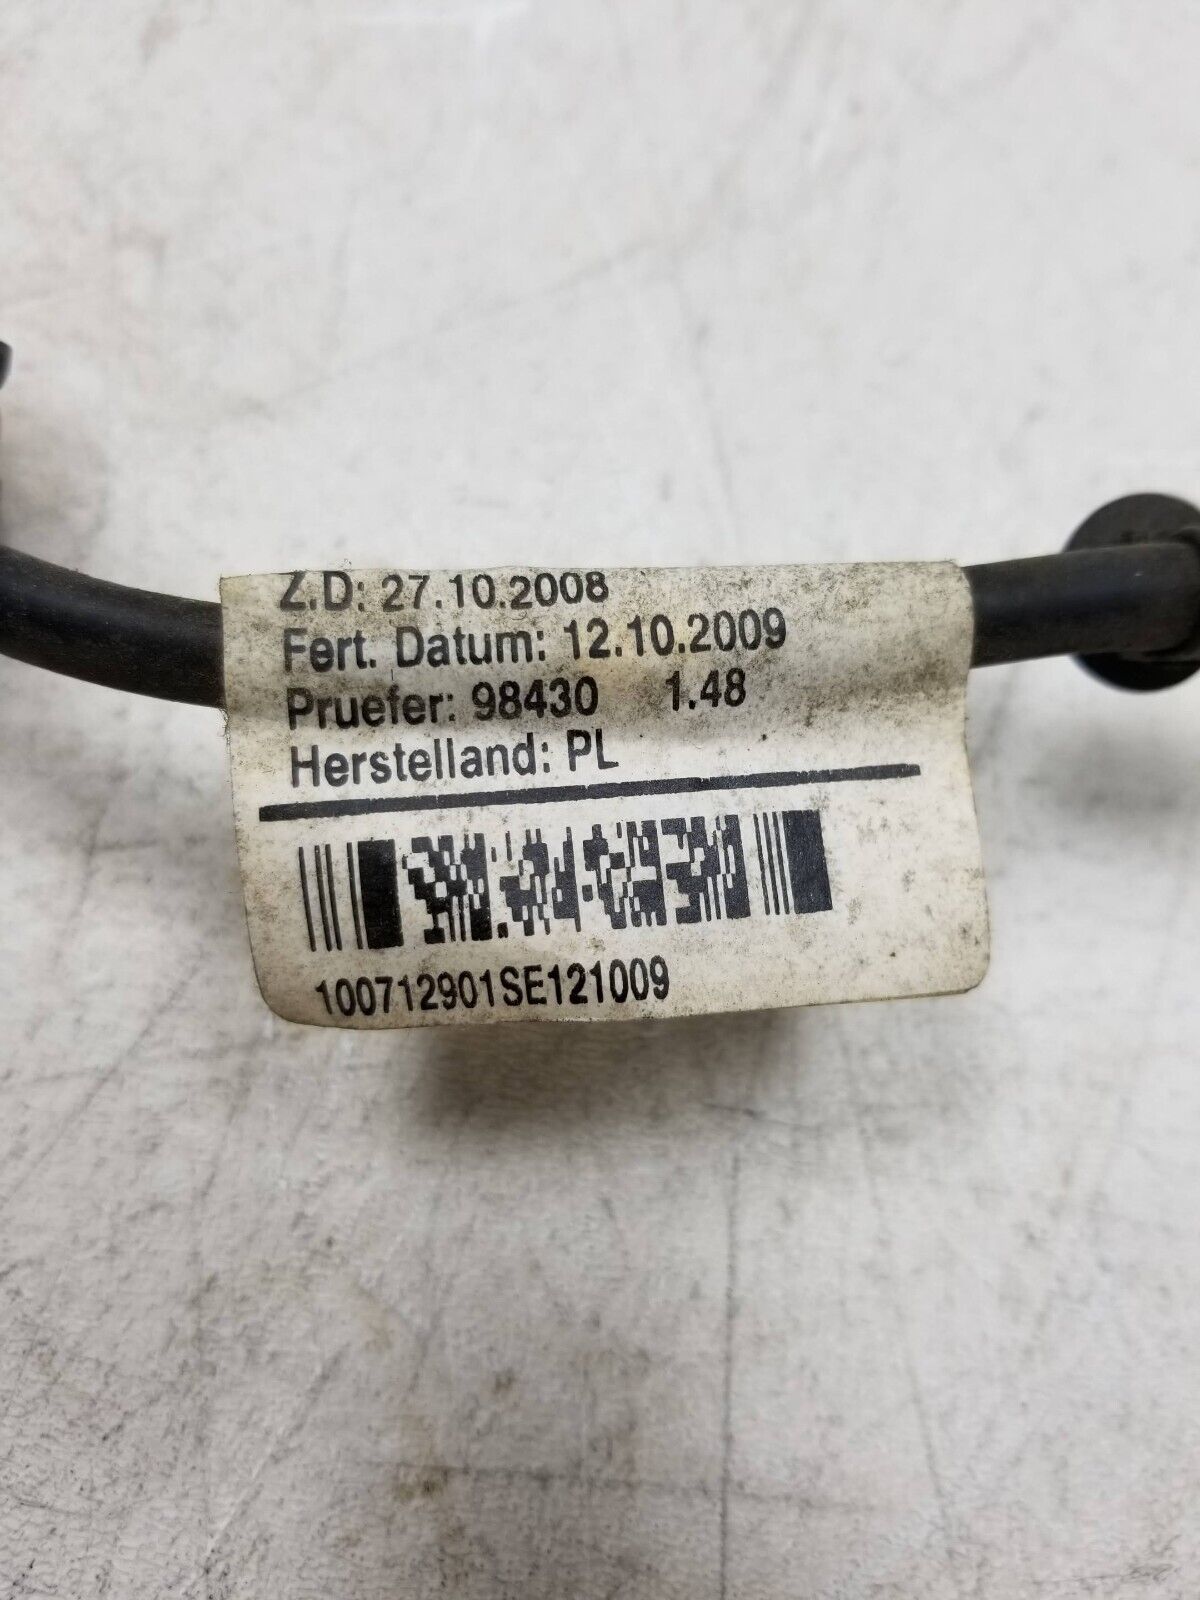 Z.D: 27.10.2008
Fert. Datum: 12.10.2009
Pruefer: 98430 1.48
Herstelland: PL
100712901SE121009